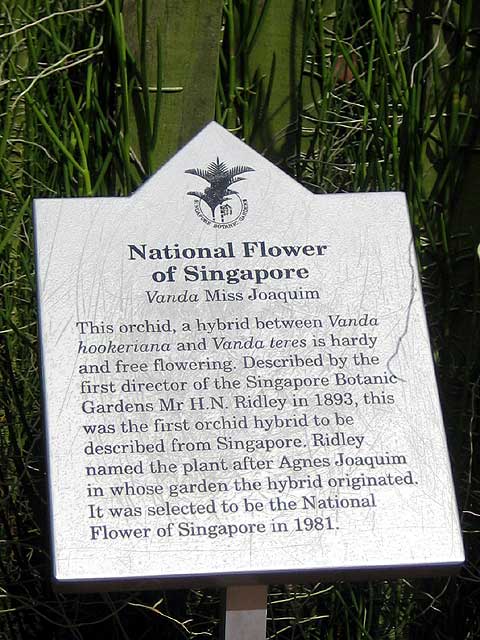 SINGAPORE BOTANIC GARDENS
National Flower
of Singapore
Vanda Miss Joaquim
This orchid, a hybrid between Vanda
hookeriana and Vanda teres is hardy
and free flowering. Described by the
first director of the Singapore Botanic
Gardens Mr H.N. Ridley in 1893, this
was the first orchid hybrid to be
described from Singapore. Ridley
named the plant after Agnes Joaquim
in whose garden the hybrid originated.
It was selected to be the National
Flower of Singapore in 1981.